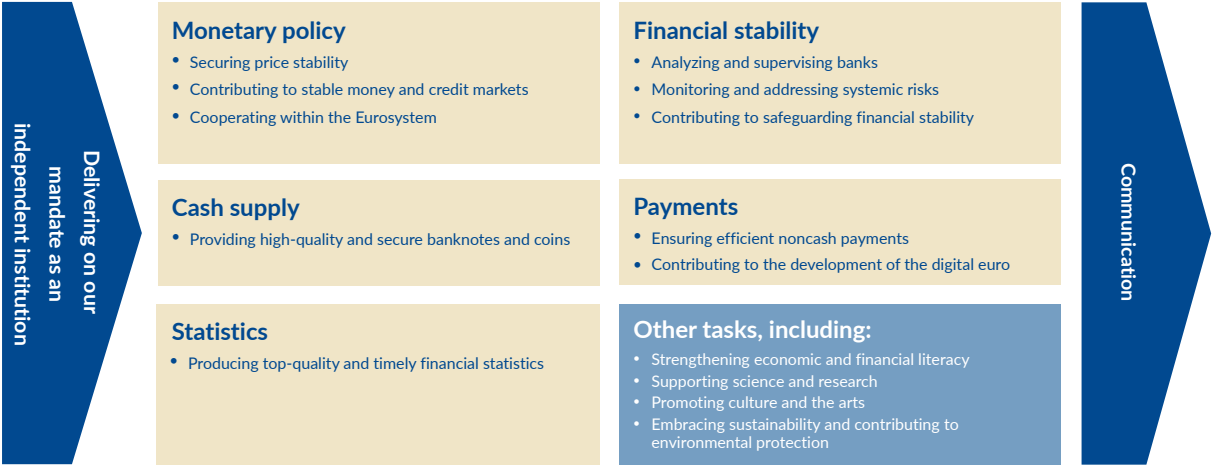 Delivering on our
mandate as an
independent institution
Monetary policy
• Securing price stability
• Contributing to stable money and credit markets
• Cooperating within the Eurosystem
Financial stability
• Analyzing and supervising banks
• Monitoring and addressing systemic risks
• Contributing to safeguarding financial stability
Cash supply
• Providing high-quality and secure banknotes and coins
Payments
• Ensuring efficient noncash payments
• Contributing to the development of the digital euro
Statistics
• Producing top-quality and timely financial statistics
Other tasks, including:
• Strengthening economic and financial literacy
• Supporting science and research
• Promoting culture and the arts
• Embracing sustainability and contributing to
environmental protection
Communication